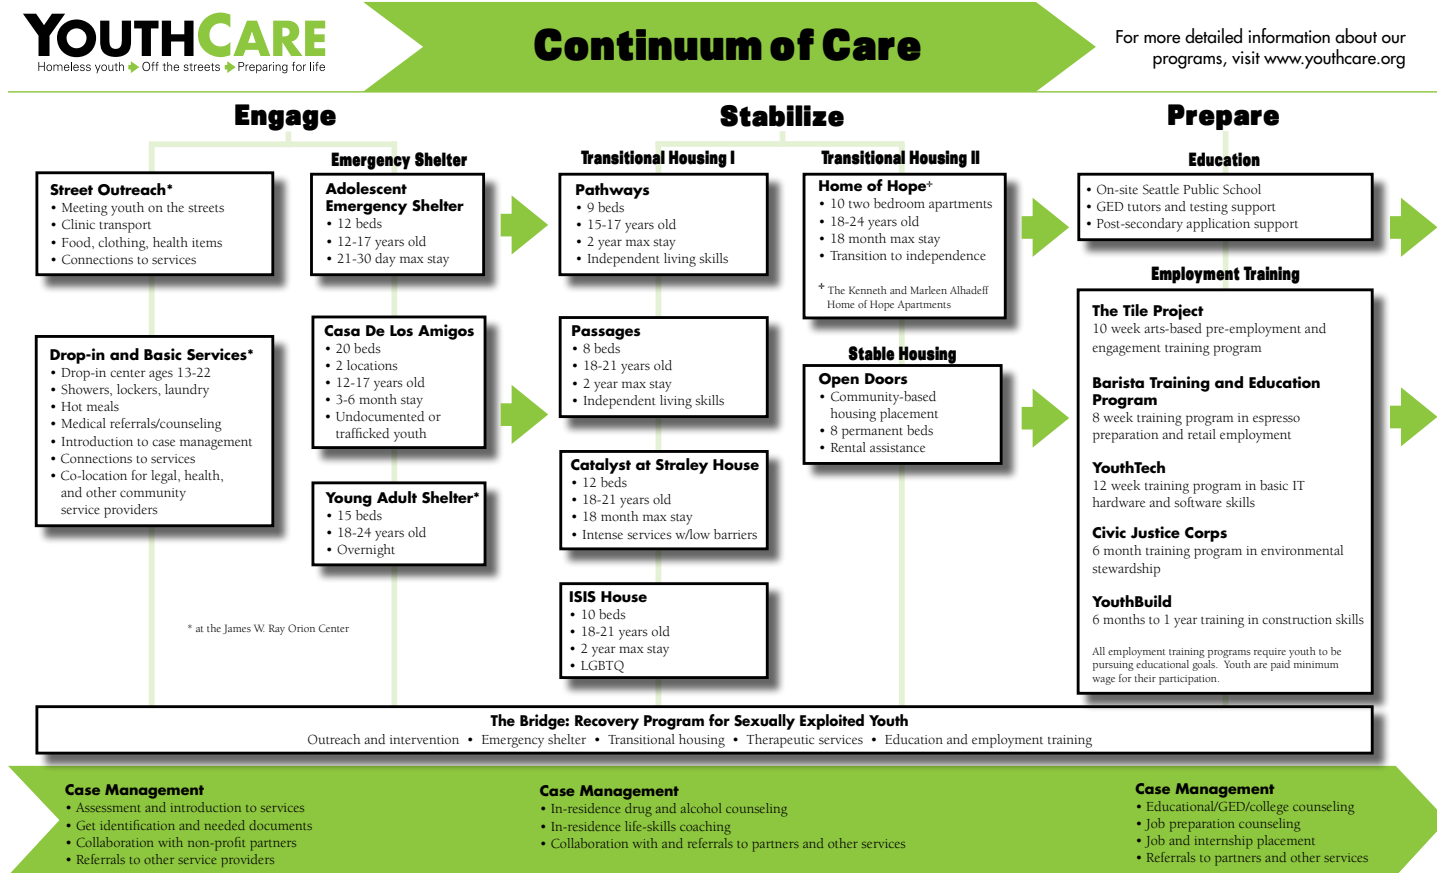 YOUTHCARE
Homeless youth Off the streets Preparing for life
Continuum of Care
For more detailed information about our
programs, visit www.youthcare.org
Engage
Street Outreach*
• Meeting youth on the streets
• Clinic transport
• Food, clothing, health items
• Connections to services
Drop-in and Basic Services*
• Drop-in center ages 13-22
• Showers, lockers, laundry
• Hot meals
• Medical referrals/counseling
• Introduction to case management
• Connections to services
• Co-location for legal, health,
and other community
service providers
Emergency Shelter
Adolescent
Emergency Shelter
• 12 beds
• 12-17 years old
• 21-30 day max stay
Casa De Los Amigos
• 20 beds
• 2 locations
• 12-17 years old
• 3-6 month stay
• Undocumented or
trafficked youth
Young Adult Shelter*
• 15 beds
• 18-24 years old
• Overnight
* at the James W. Ray Orion Center
Stabilize
Transitional Housing I
Pathways
• 9 beds
• 15-17 years old
• 2 year max stay
• Independent living skills
Passages
• 8 beds
• 18-21 years old
• 2 year max stay
• Independent living skills
Catalyst at Straley House
• 12 beds
• 18-21 years old
• 18 month max stay
• Intense services w/low barriers
ISIS House
• 10 beds
• 18-21 years old
• 2 year max stay
• LGBTQ
Transitional Housing II
Home of Hope+
• 10 two bedroom apartments
• 18-24 years old
• 18 month max stay
• Transition to independence
+ The Kenneth and Marleen Alhadeff
Home of Hope Apartments
Stable Housing
Open Doors
• Community-based
housing placement
• 8 permanent beds
• Rental assistance
Prepare
Education
• On-site Seattle Public School
• GED tutors and testing support
• Post-secondary application support
Employment Training
The Tile Project
10 week arts-based pre-employment and
engagement training program
Barista Training and Education
Program
8 week training program in espresso
preparation and retail employment
YouthTech
12 week training program in basic IT
hardware and software skills
Civic Justice Corps
6 month training program in environmental
stewardship
YouthBuild
6 months to 1 year training in construction skills
All employment training programs require youth to be
pursuing educational goals. Youth are paid minimum
wage for their participation.
The Bridge: Recovery Program for Sexually Exploited Youth
Outreach and intervention • Emergency shelter • Transitional housing • Therapeutic services • Education and employment training
Case Management
• Assessment and introduction to services
• Get identification and needed documents
• Collaboration with non-profit partners
• Referrals to other service providers
Case Management
• In-residence drug and alcohol counseling
• In-residence life-skills coaching
• Collaboration with and referrals to partners and other services
Case Management
• Educational/GED/college counseling
• Job preparation counseling
• Job and internship placement
• Referrals to partners and other services